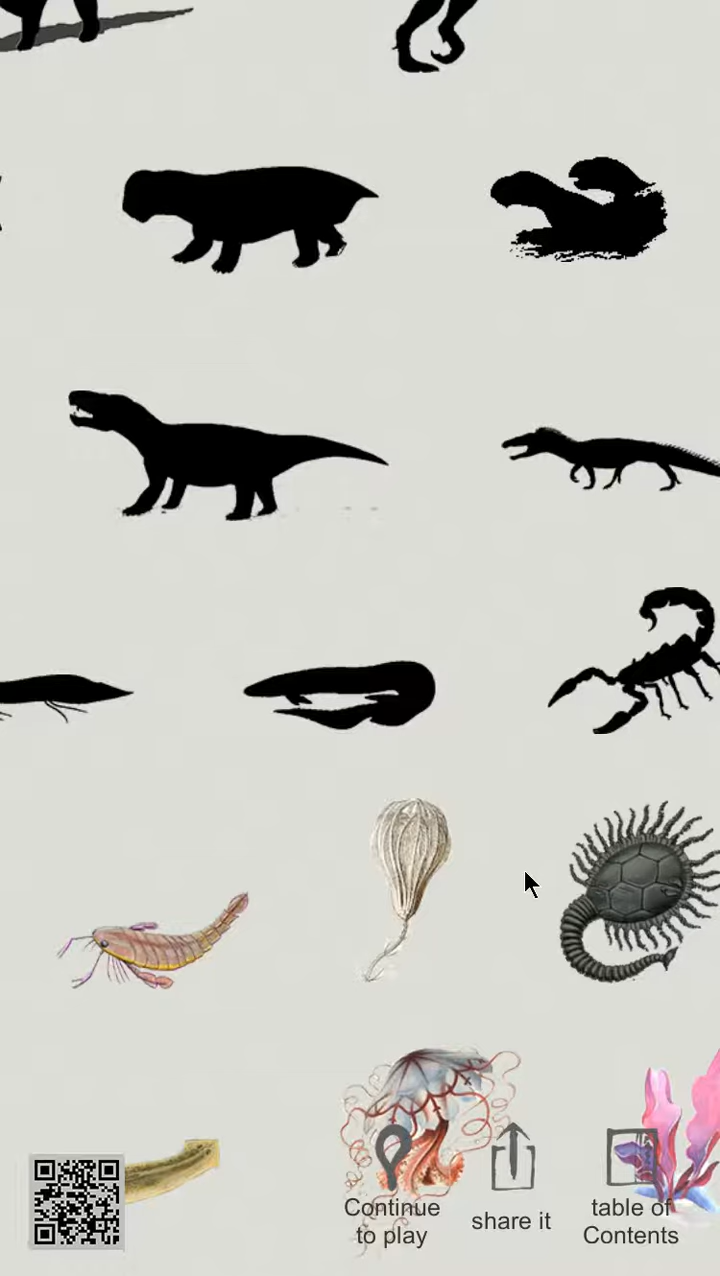 Continue
to play
share it
table of
Contents